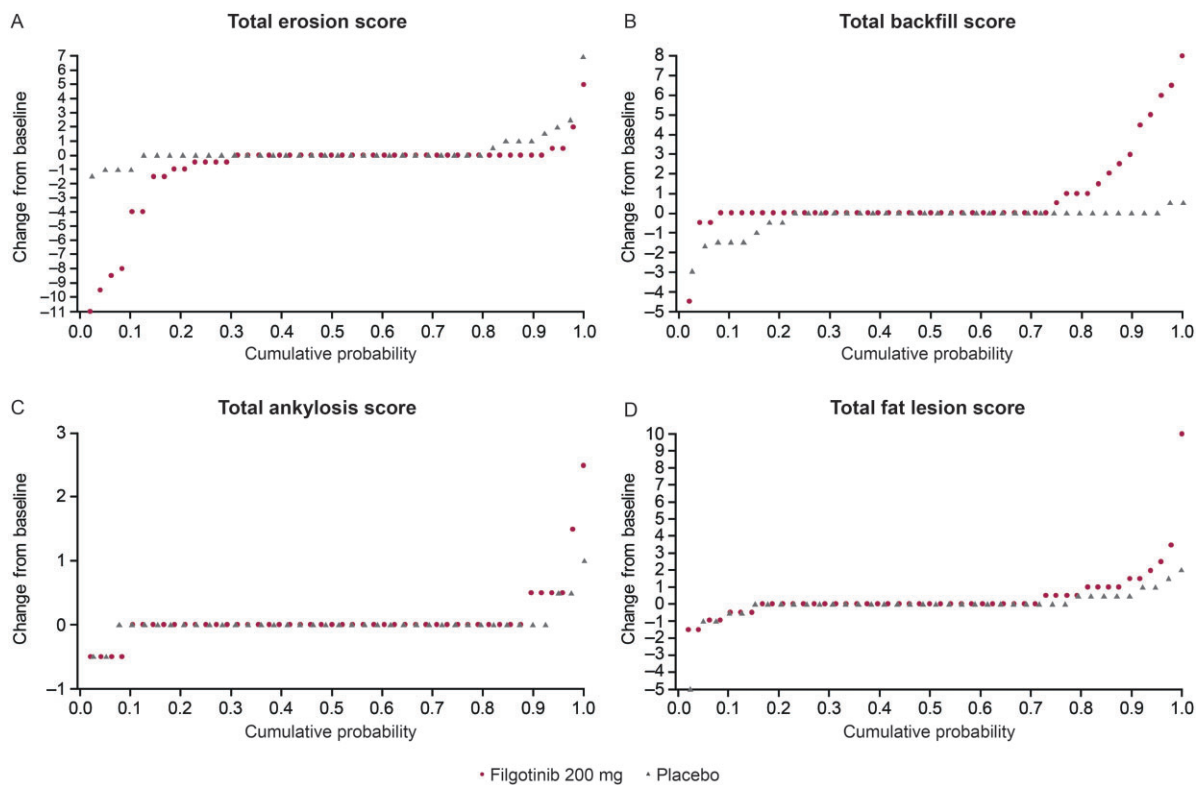 A
Total erosion score
Change from baseline
7
6
5
4
3
2
1
0
–1
–2
–3
–4
–5
–6
–7
–8
–9
–10
–11
0.0 0.1 0.2 0.3 0.4 0.5 0.6 0.7 0.8 0.9 1.0
Cumulative probability
B
Total backfill score
Change from baseline
8
7
6
5
4
3
2
1
0
–1
–2
–3
–4
–5
0.0 0.1 0.2 0.3 0.4 0.5 0.6 0.7 0.8 0.9 1.0
Cumulative probability
C
Total ankylosis score
Change from baseline
3
2
1
0
–1
0.0 0.1 0.2 0.3 0.4 0.5 0.6 0.7 0.8 0.9 1.0
Cumulative probability
D
Total fat lesion score
Change from baseline
10
9
8
7
6
5
4
3
2
1
0
–1
–2
–3
–4
–5
0.0 0.1 0.2 0.3 0.4 0.5 0.6 0.7 0.8 0.9 1.0
Cumulative probability
Filgotinib 200 mg Placebo